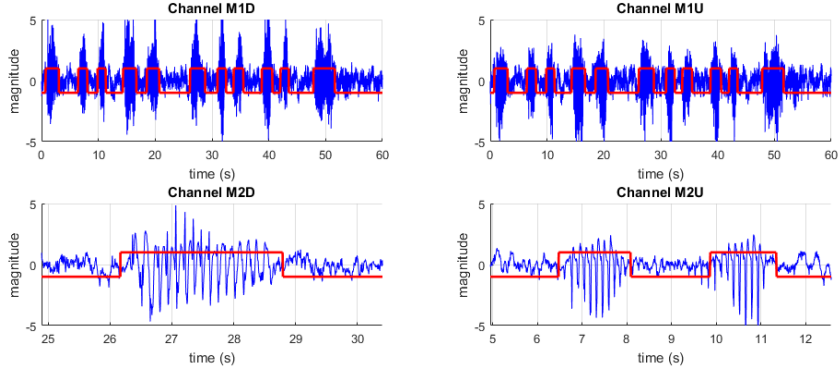 Channel M1D
5
0
-5
magnitude
0 10 20 30 40 50 60
time (s)
Channel M1U
5
0
-5
magnitude
0 10 20 30 40 50 60
time (s)
Channel M2D
5
0
-5
magnitude
25 26 27 28 29 30
time (s)
Channel M2U
5
0
-5
magnitude
5 6 7 8 9 10 11 12
time (s)